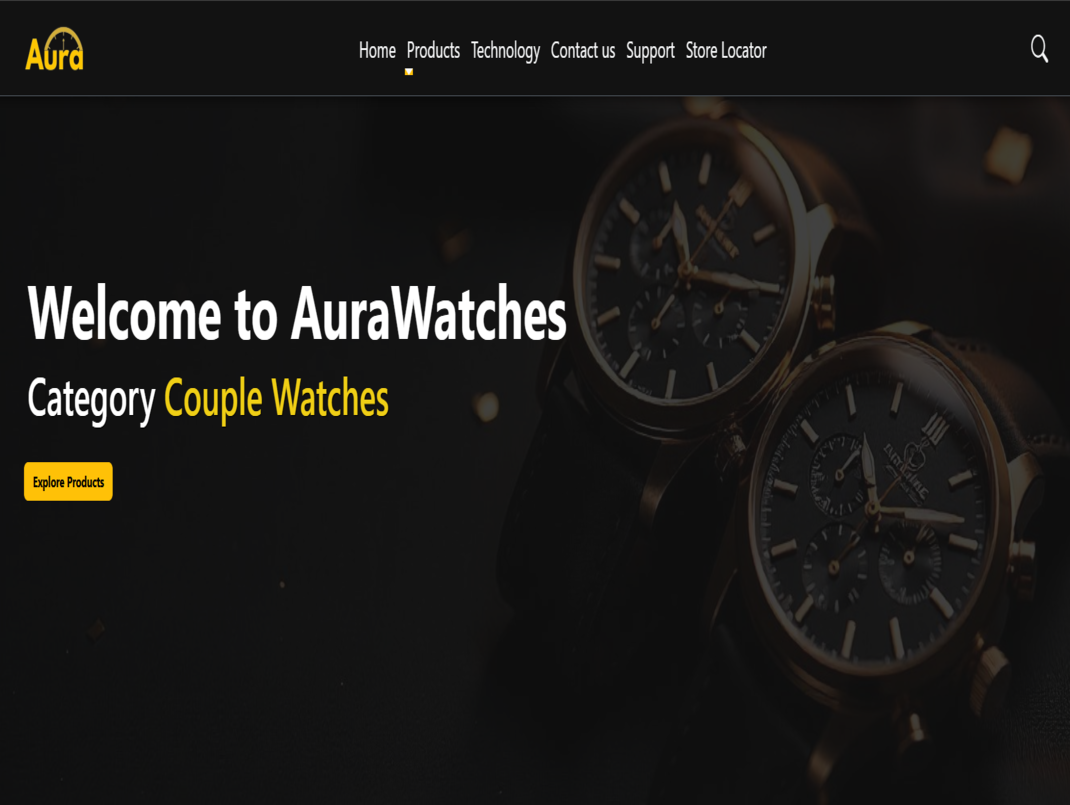 Aura
Home Products Technology Contact us Support Store Locator
Welcome to AuraWatches
Category Couple Watches
Explore Products